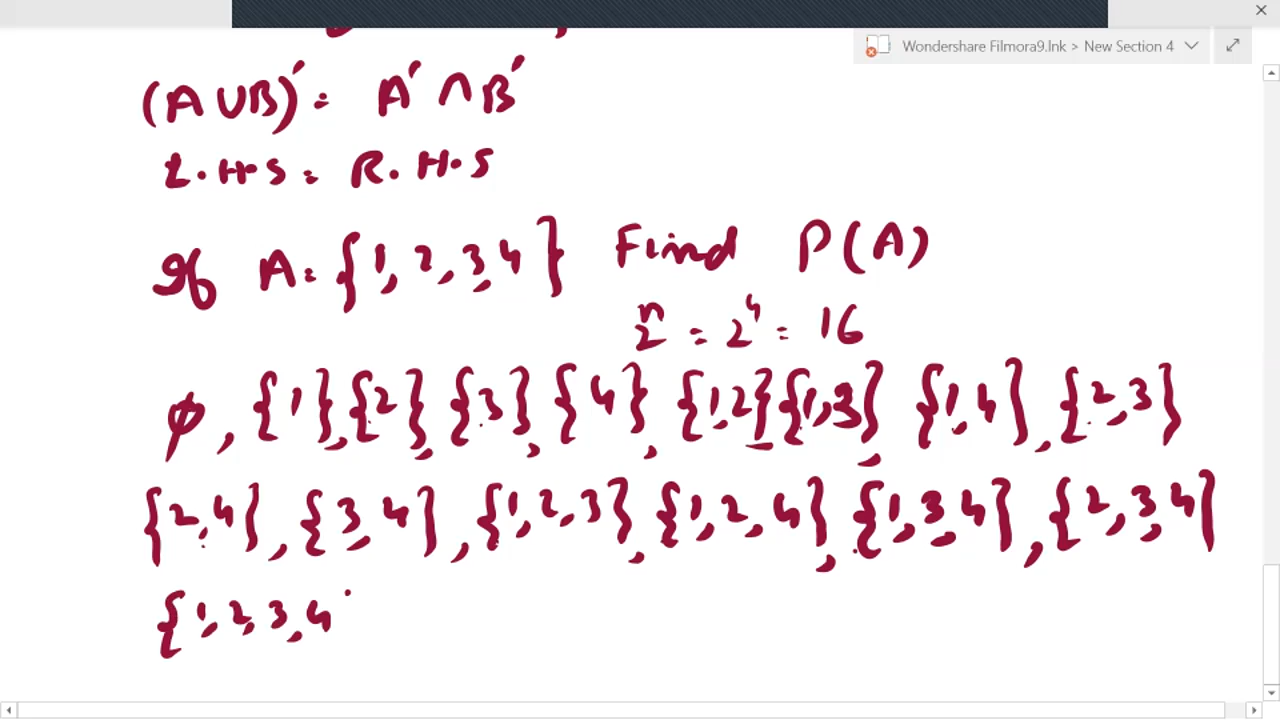 Wondershare Filmora9.lnk > New Section 4
(A∪B)′= A′∩B′
L.H.S = R.H.S
If A={1,2,3,4} Find P(A)
2ⁿ = 2⁴ = 16
φ, {1},{2},{3},{4},{1,2}{1,3},{1,4},{2,3}
{2,4},{3,4},{1,2,3},{1,2,4},{1,3,4},{2,3,4}
{1,2,3,4